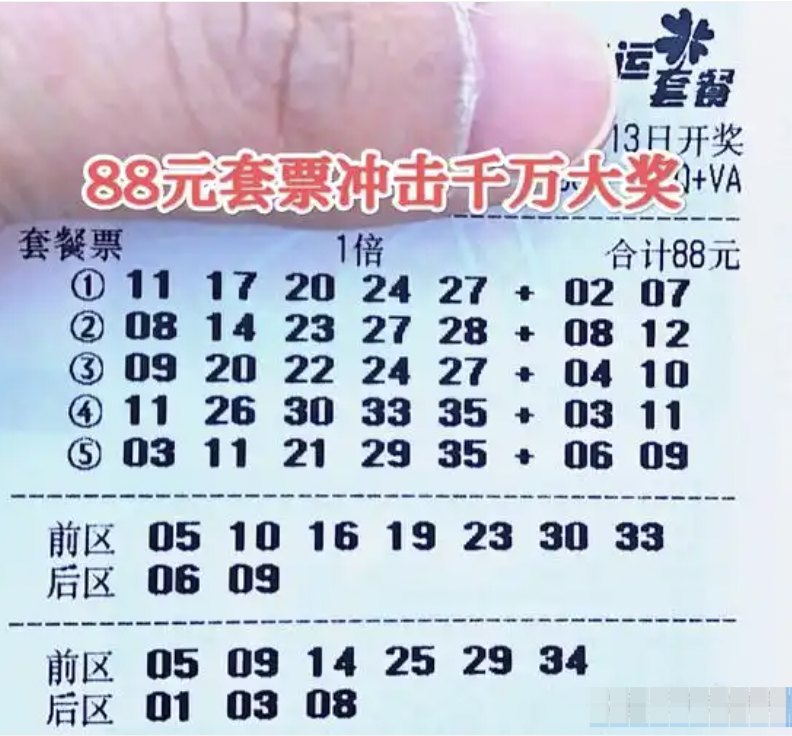 运
套餐
13日开奖
88元套票冲击千万大奖
+VA
套餐票 1倍 合计88元
① 11 17 20 24 27 + 02 07
② 08 14 23 27 28 + 08 12
③ 09 20 22 24 27 + 04 10
④ 11 26 30 33 35 + 03 11
⑤ 03 11 21 29 35 + 06 09
前区 05 10 16 19 23 30 33
后区 06 09
前区 05 09 14 25 29 34
后区 01 03 08